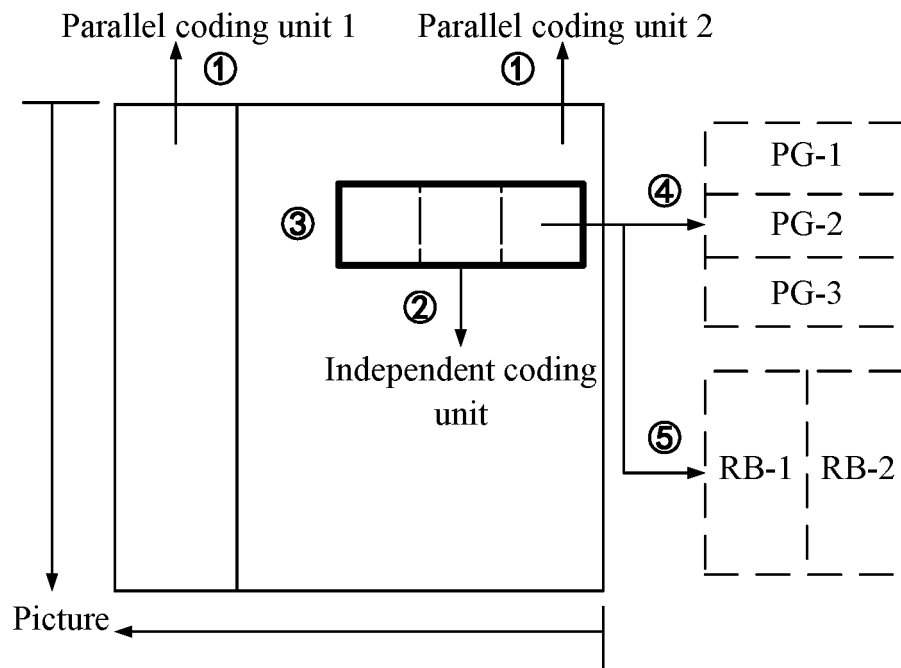 Parallel coding unit 1
Parallel coding unit 2
①
①
PG-1
④
③
PG-2
②
PG-3
Independent coding
unit
⑤
RB-1
RB-2
Picture